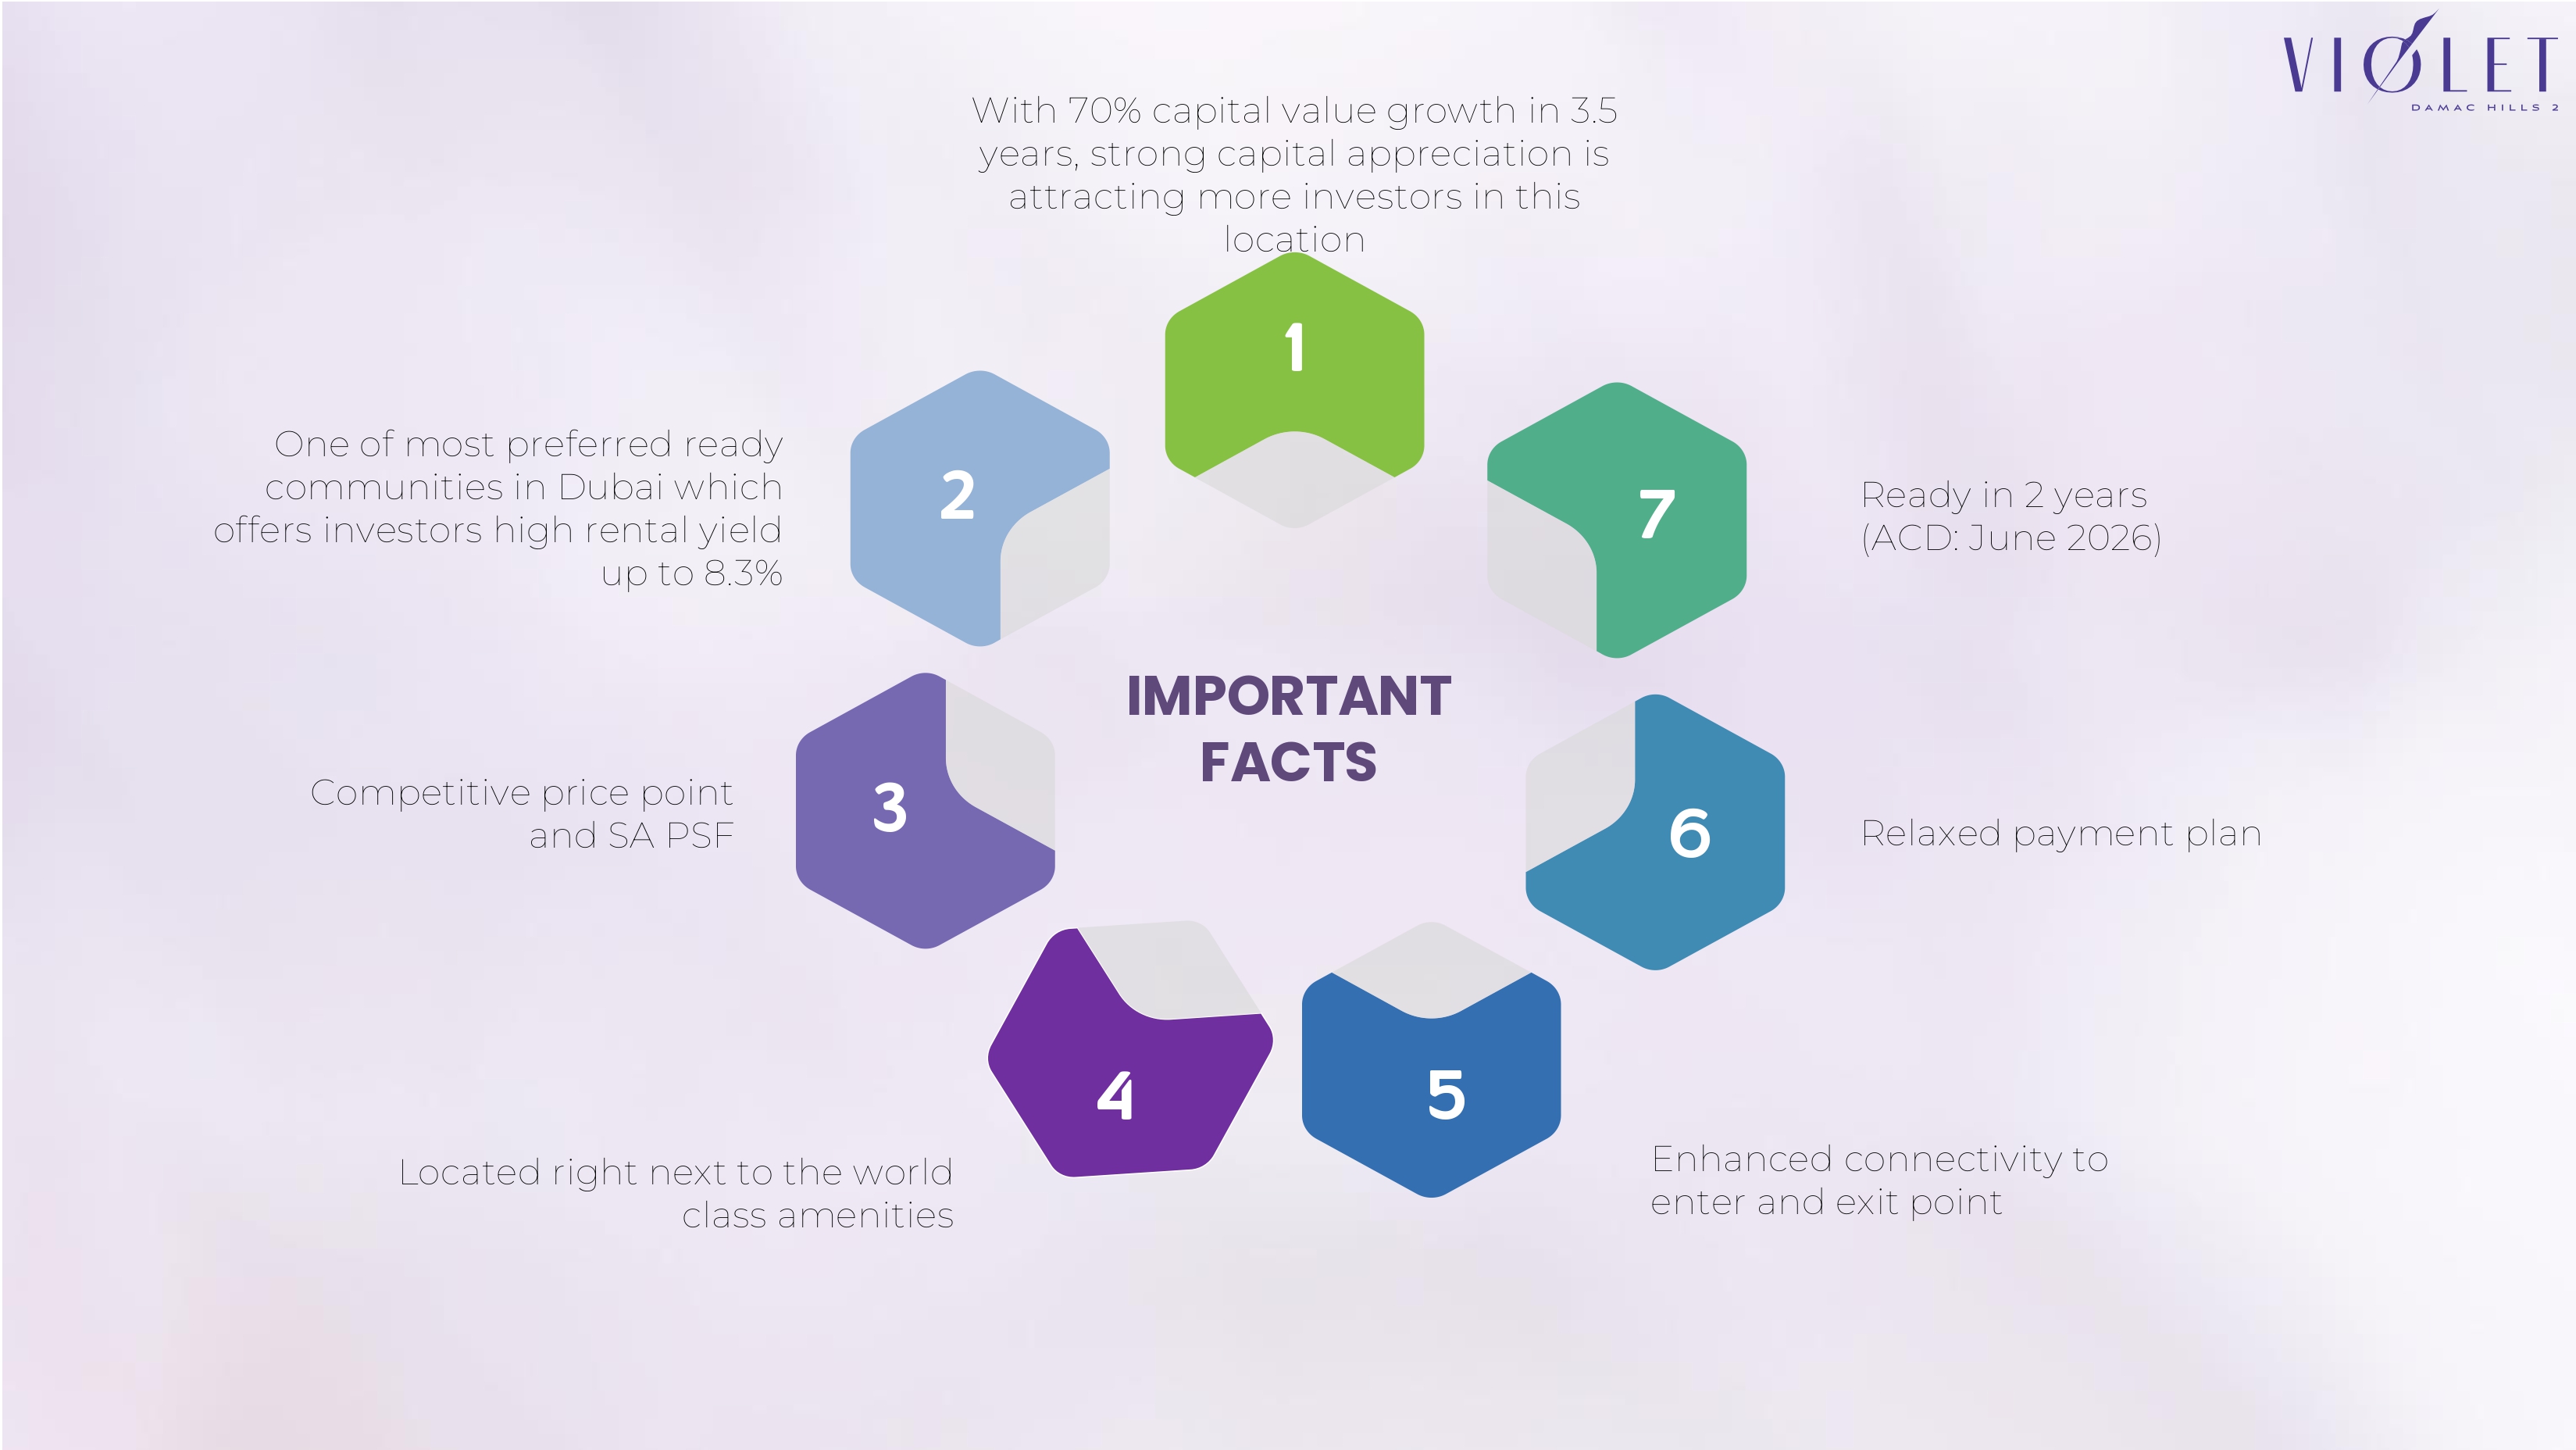 VIOLET
DAMAC HILLS 2
With 70% capital value growth in 3.5
years, strong capital appreciation is
attracting more investors in this
location
1
One of most preferred ready
communities in Dubai which
offers investors high rental yield
up to 8.3%
2
7
Ready in 2 years
(ACD: June 2026)
IMPORTANT
FACTS
Competitive price point
and SA PSF
3
6
Relaxed payment plan
4
5
Located right next to the world
class amenities
Enhanced connectivity to
enter and exit point